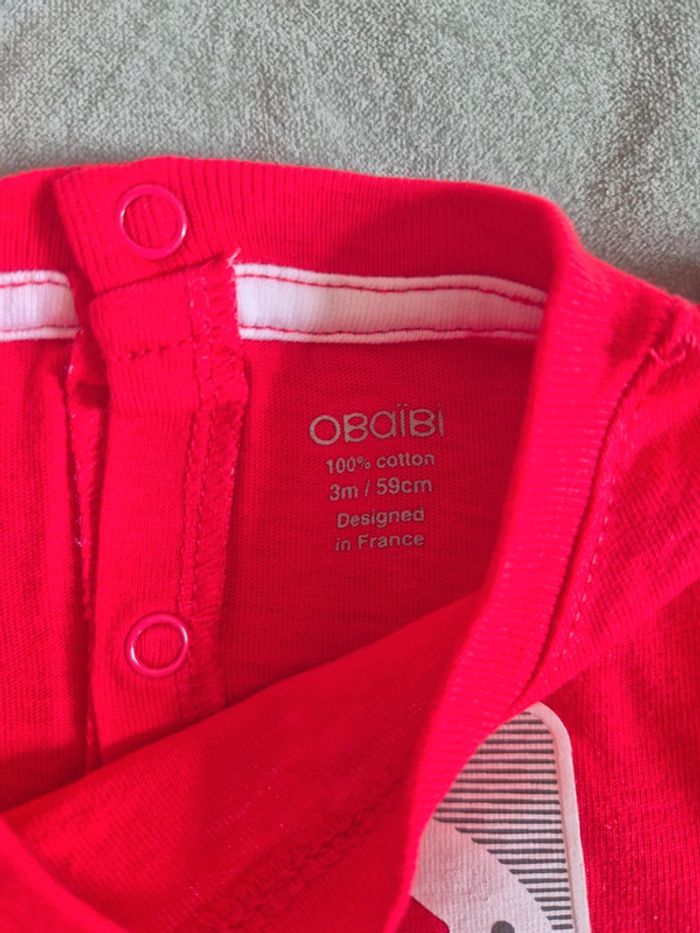 OBaïBi
100% cotton
3m / 59cm
Designed
in France